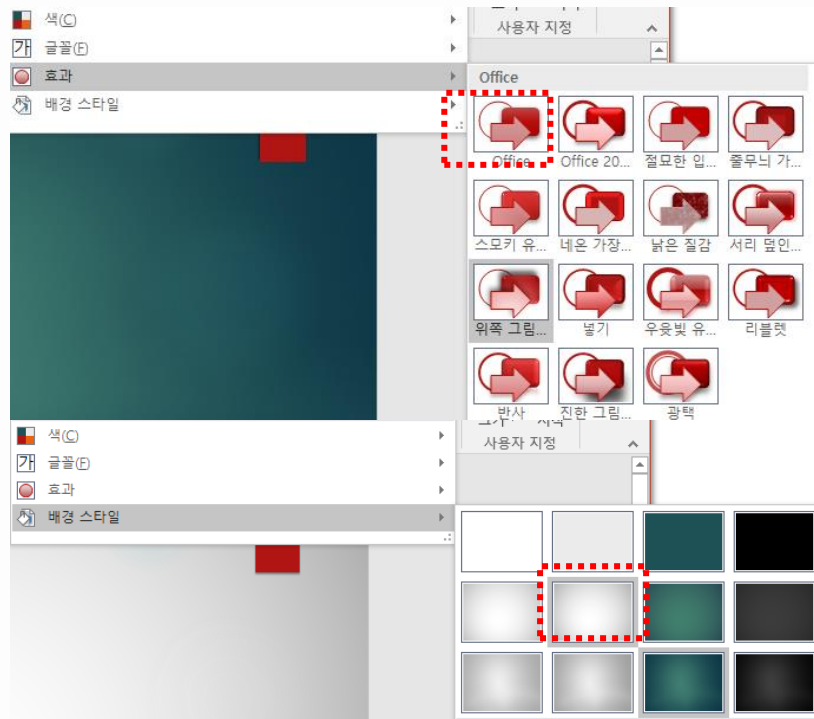 색(C)
사용자 지정
글꼴(F)
효과
Office
배경 스타일
Office
Office 20...
절묘한 입...
줄무늬 가...
스모키 유...
네온 가장...
낡은 질감
서리 덮인...
위쪽 그림...
넣기
우윳빛 유...
리블렛
반사
진한 그림...
광택
색(C)
사용자 지정
글꼴(F)
효과
배경 스타일